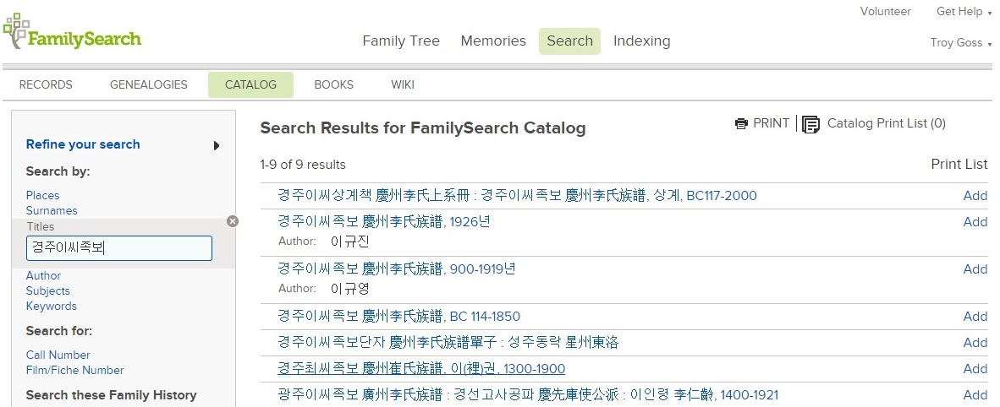 Volunteer Get Help
FamilySearch
Family Tree Memories Search Indexing
Troy Goss
RECORDS GENEALOGIES CATALOG BOOKS WIKI
Refine your search
Search by:
Places
Surnames
Titles
경주이씨족보
Author
Subjects
Keywords
Search for:
Call Number
Film/Fiche Number
Search these Family History
Search Results for FamilySearch Catalog
PRINT Catalog Print List (0)
1-9 of 9 results Print List
경주이씨상계책 慶州李氏上系冊 : 경주이씨족보 慶州李氏族譜, 상계, BC117-2000 Add
경주이씨족보 慶州李氏族譜, 1926년 Add
Author: 이규진
경주이씨족보 慶州李氏族譜, 900-1919년 Add
Author: 이규영
경주이씨족보 慶州李氏族譜, BC 114-1850 Add
경주이씨족보단자 慶州李氏族譜單子 : 성주동락 星州東洛 Add
경주최씨족보 慶州崔氏族譜, 이(裡)권, 1300-1900 Add
광주이씨족보 廣州李氏族譜 : 경선고사공파 慶先庫使公派 : 이인령 李仁齡, 1400-1921 Add